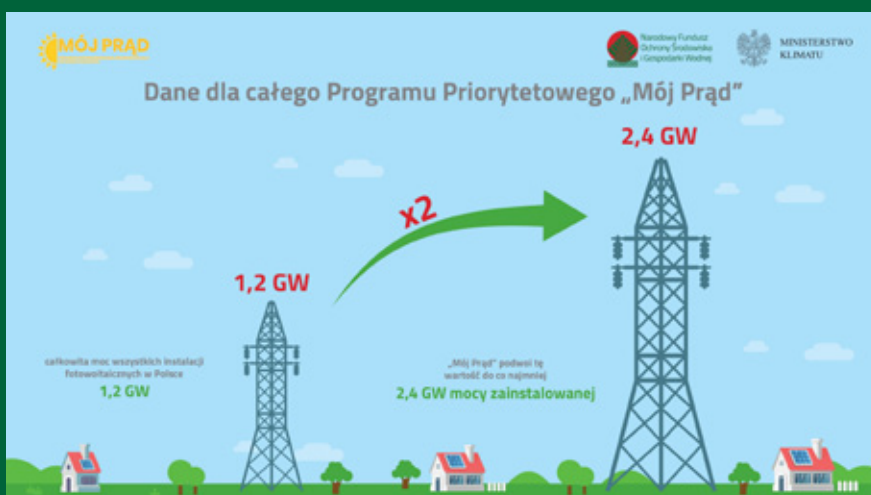 MÓJ PRĄD
Narodowy Fundusz
Ochrony Środowiska
i Gospodarki Wodnej
MINISTERSTWO
KLIMATU
Dane dla całego Programu Priorytetowego „Mój Prąd”
2,4 GW
x2
1,2 GW
całkowita moc wszystkich instalacji
fotowoltaicznych w Polsce
1,2 GW
„Mój Prąd” podwoi tę
wartość do co najmniej
2,4 GW mocy zainstalowanej